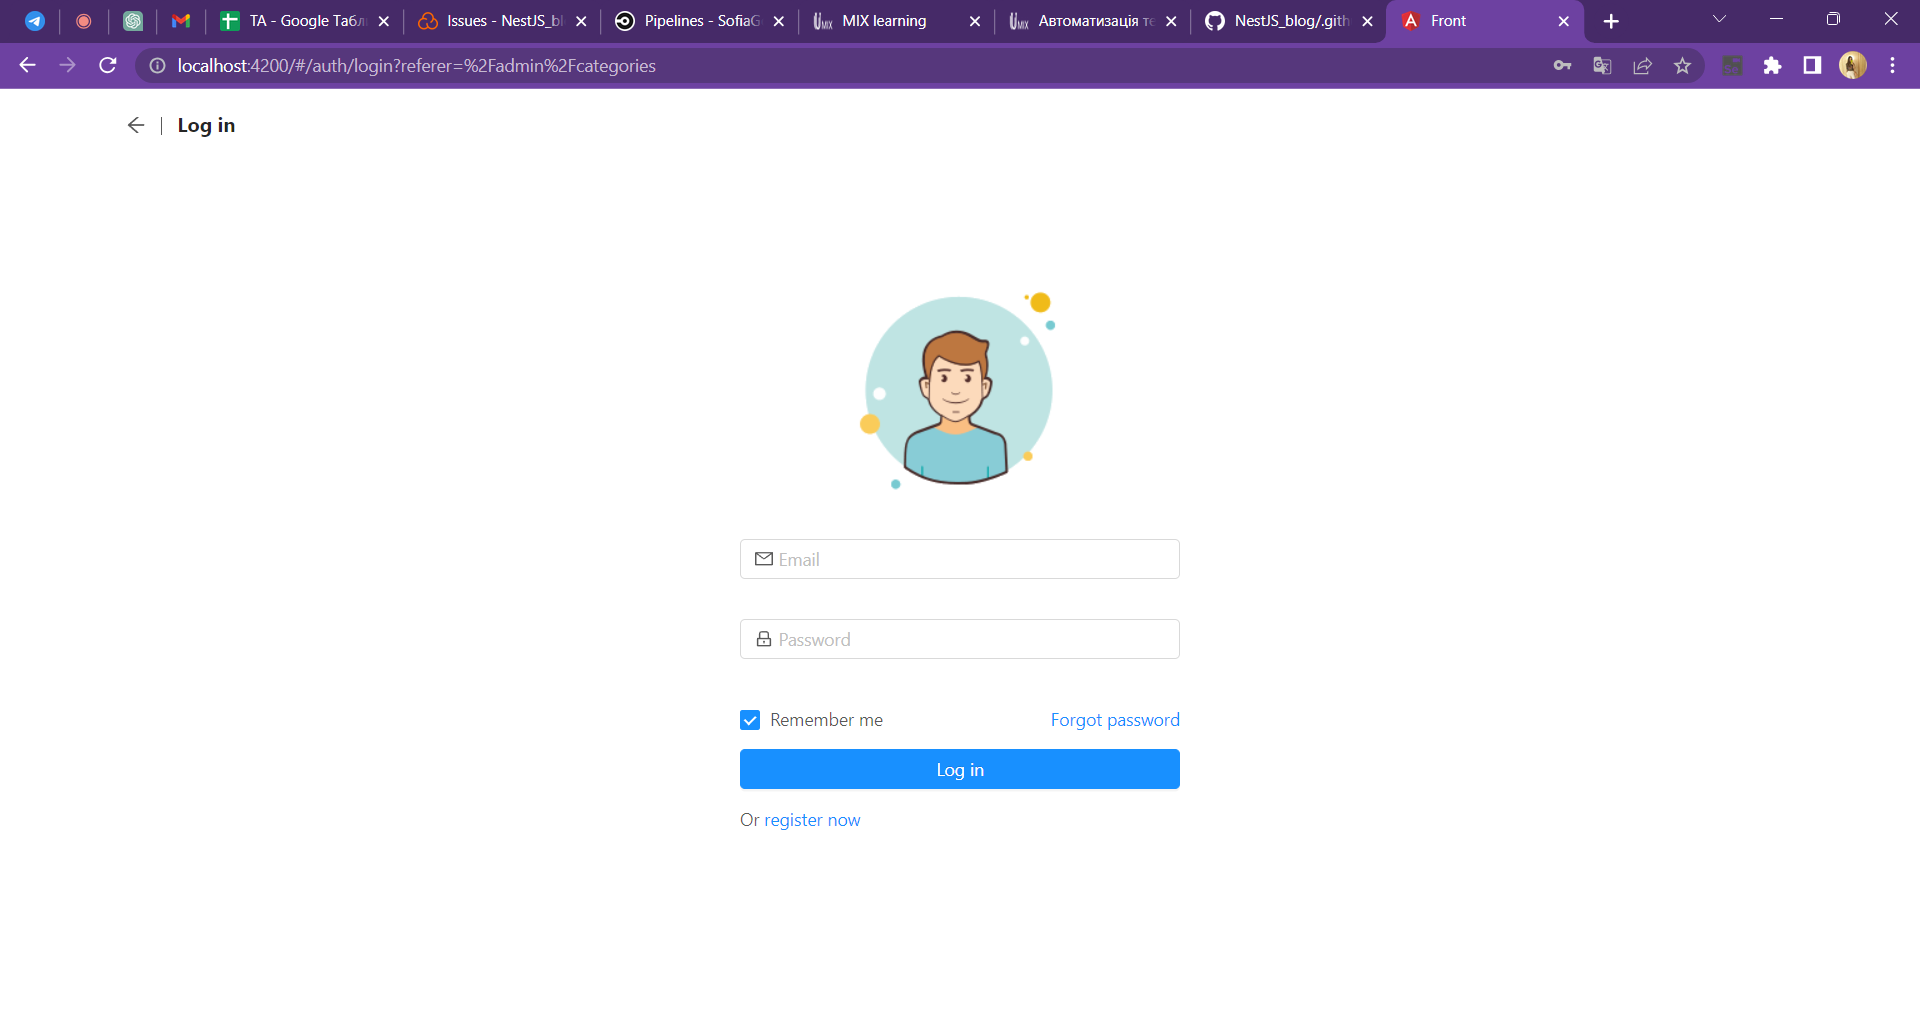 TA - Google Табл
Issues - NestJS_bl
Pipelines - SofiaG
MIX learning
Автоматизація те
NestJS_blog/.gith
Front
localhost:4200/#/auth/login?referer=%2Fadmin%2Fcategories
Log in
Email
Password
Remember me
Forgot password
Log in
Or register now